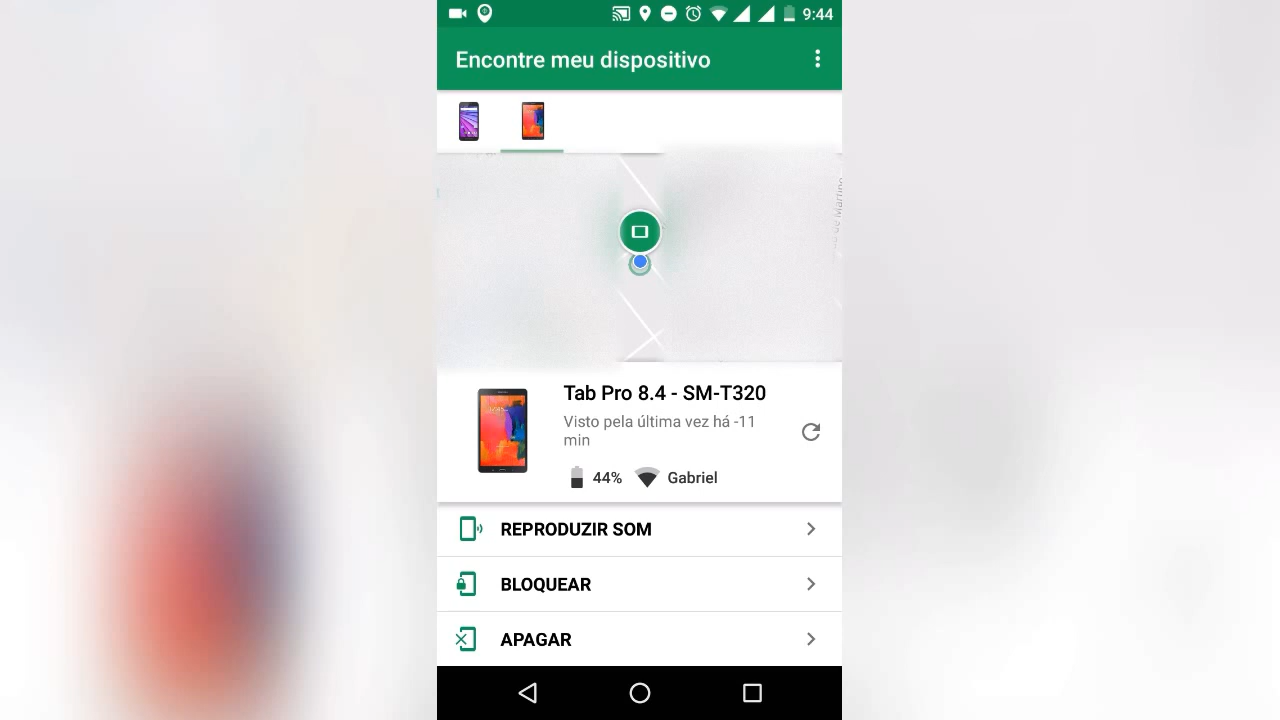 9:44
Encontre meu dispositivo
Tab Pro 8.4 - SM-T320
Visto pela última vez há -11
min
44% Gabriel
REPRODUZIR SOM
BLOQUEAR
APAGAR